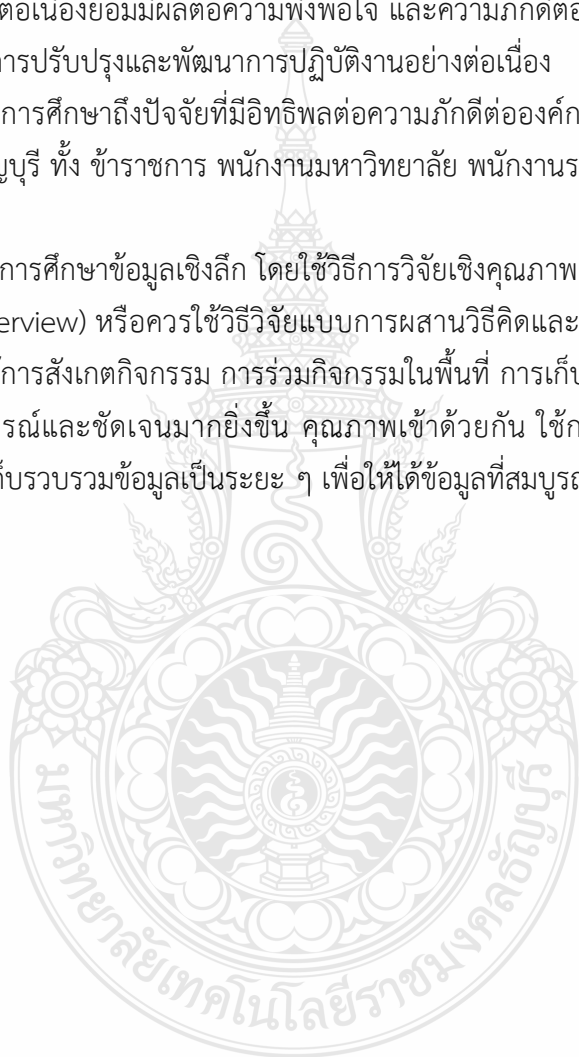 ต่อเนื่องย่อมมีผลต่อความพึงพอใจ และความภักดีต่อ
การปรับปรุงและพัฒนาการปฏิบัติงานอย่างต่อเนื่อง
การศึกษาถึงปัจจัยที่มีอิทธิพลต่อความภักดีต่อองค์ก
ญบุรี ทั้ง ข้าราชการ พนักงานมหาวิทยาลัย พนักงานร
การศึกษาข้อมูลเชิงลึก โดยใช้วิธีการวิจัยเชิงคุณภาพ
erview) หรือควรใช้วิธีวิจัยแบบการผสานวิธีคิดและ
การสังเกตกิจกรรม การร่วมกิจกรรมในพื้นที่ การเก็บ
รณ์และชัดเจนมากยิ่งขึ้น คุณภาพเข้าด้วยกัน ใช้ก
ก็บรวบรวมข้อมูลเป็นระยะ ๆ เพื่อให้ได้ข้อมูลที่สมบูรณ
มหาวิทยาลัยเทคโนโลยีราชมงคลธัญบุรี